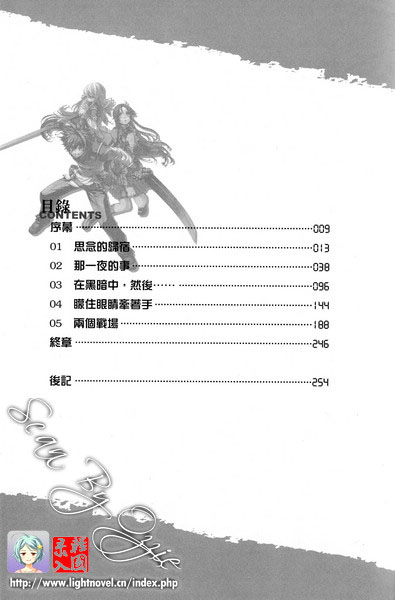 目錄
CONTENTS
序幕 009
01 思念的歸宿 013
02 那一夜的事 038
03 在黑暗中,然後…… 096
04 矇住眼睛牽著手 144
05 兩個戰場 188
終章 246
後記 254
Scan By Ozzie
http://www.lightnovel.cn/index.php